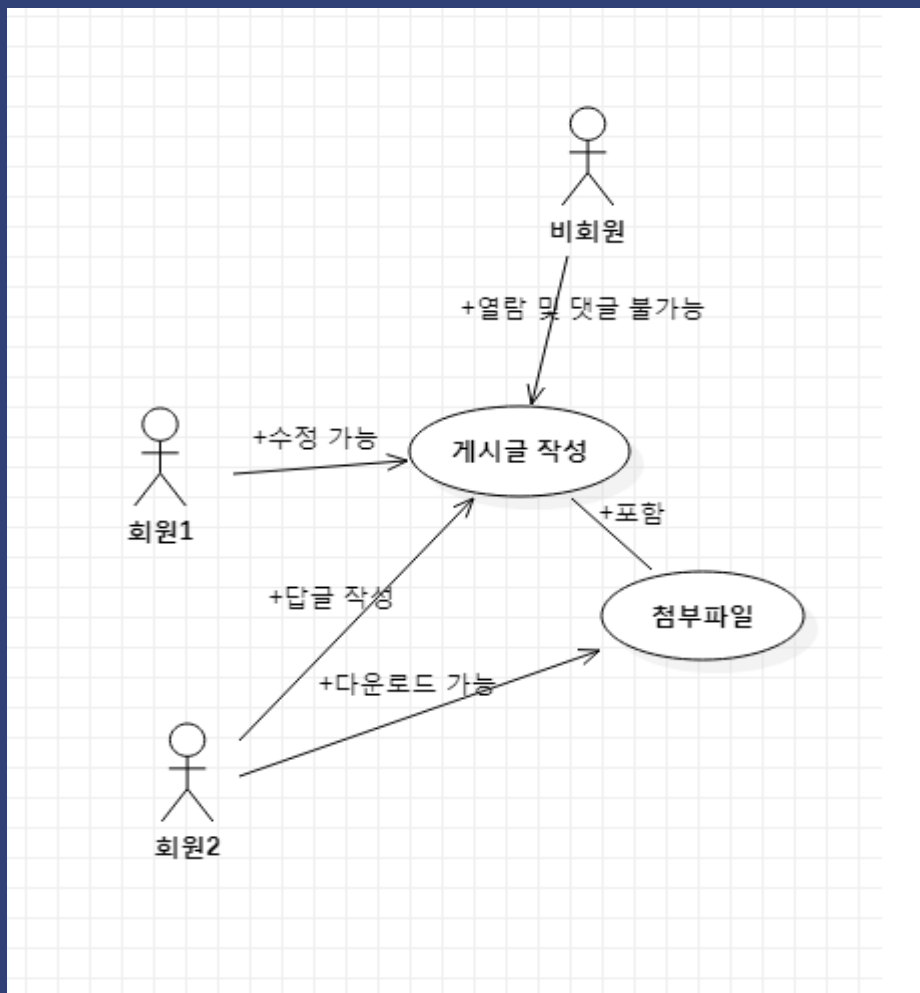 비회원
+열람 및 댓글 불가능
+수정 가능
게시글 작성
회원1
+포함
+답글 작성
첨부파일
+다운로드 가능
회원2